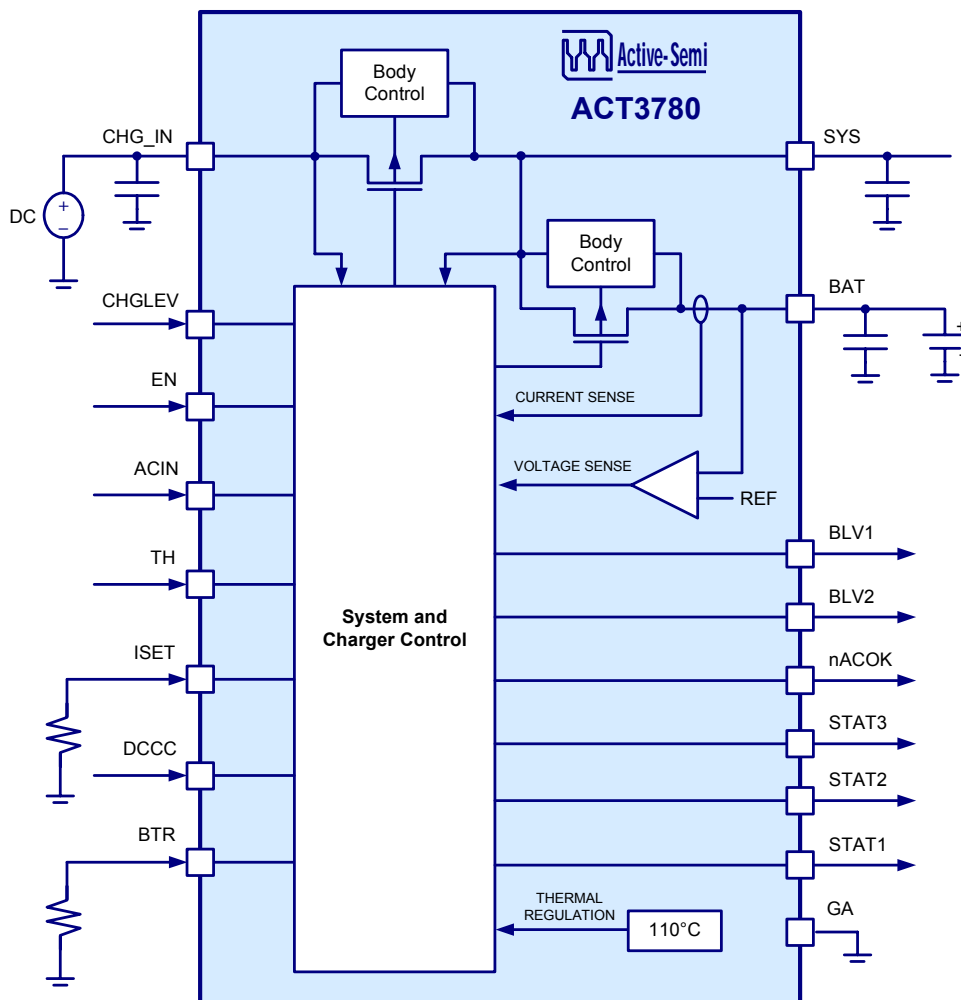 Active-Semi
ACT3780
Body
Control
CHG_IN
SYS
DC
+
−
Body
Control
BAT
+
-
CHGLEV
EN
CURRENT SENSE
ACIN
VOLTAGE SENSE
REF
TH
BLV1
System and
Charger Control
BLV2
ISET
nACOK
STAT3
DCCC
STAT2
BTR
STAT1
THERMAL
REGULATION
110°C
GA